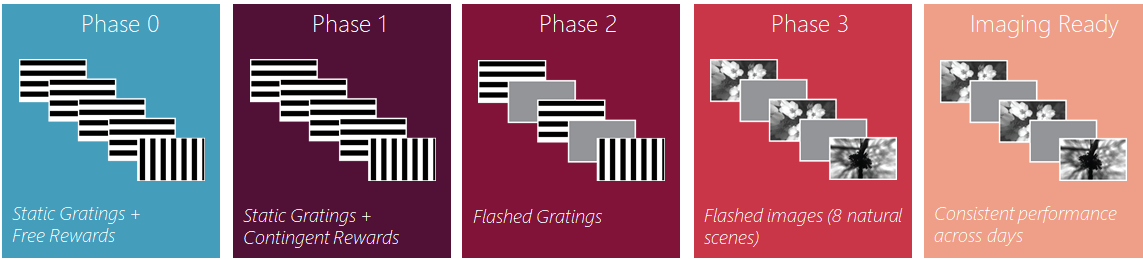 Phase 0
Static Gratings +
Free Rewards
Phase 1
Static Gratings +
Contingent Rewards
Phase 2
Flashed Gratings
Phase 3
Flashed images (8 natural
scenes)
Imaging Ready
Consistent performance
across days